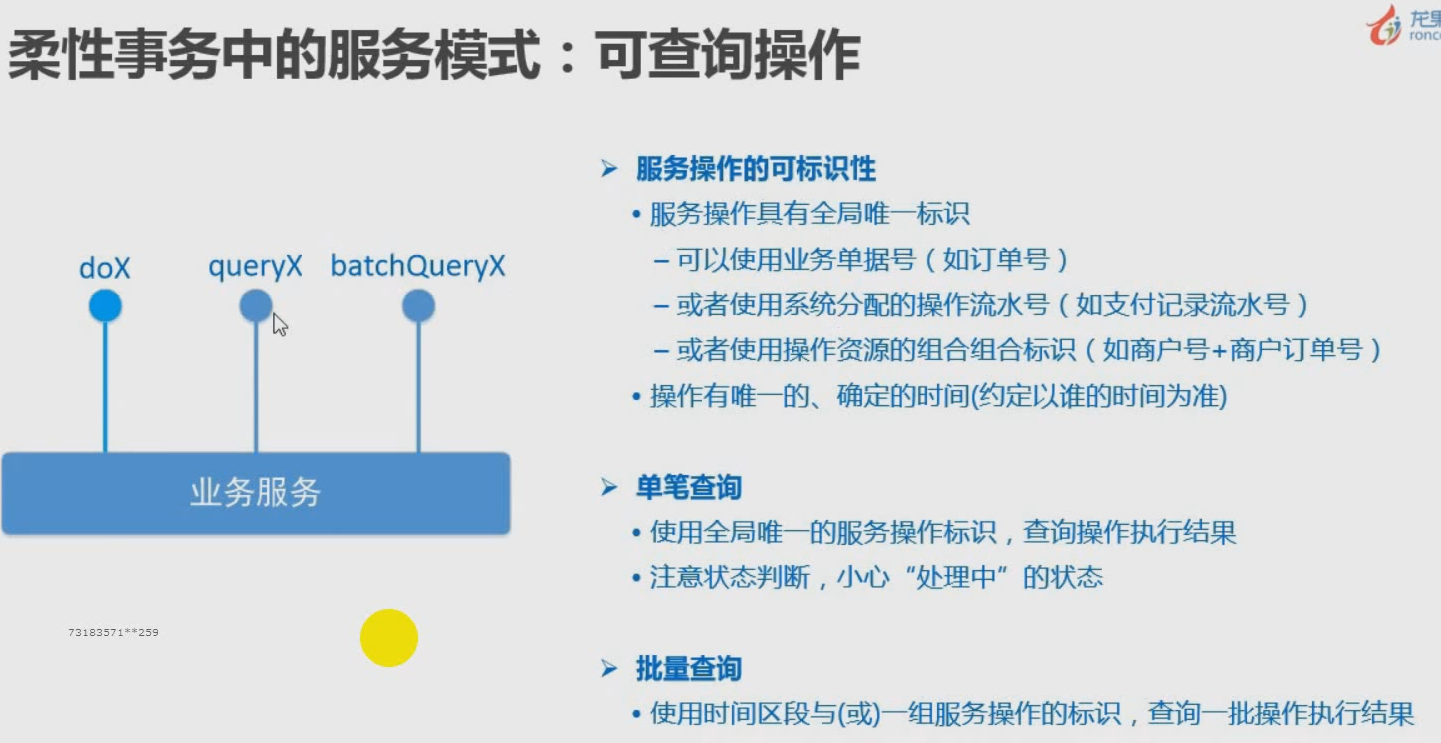 柔性事务中的服务模式：可查询操作
龙果
ronc
doX
queryX
batchQueryX
业务服务
73183571**259
➢ 服务操作的可标识性
• 服务操作具有全局唯一标识
– 可以使用业务单据号（如订单号）
– 或者使用系统分配的操作流水号（如支付记录流水号）
– 或者使用操作资源的组合组合标识（如商户号+商户订单号）
• 操作有唯一的、确定的时间(约定以谁的时间为准)
➢ 单笔查询
• 使用全局唯一的服务操作标识，查询操作执行结果
• 注意状态判断，小心“处理中”的状态
➢ 批量查询
• 使用时间区段与(或)一组服务操作的标识，查询一批操作执行结果